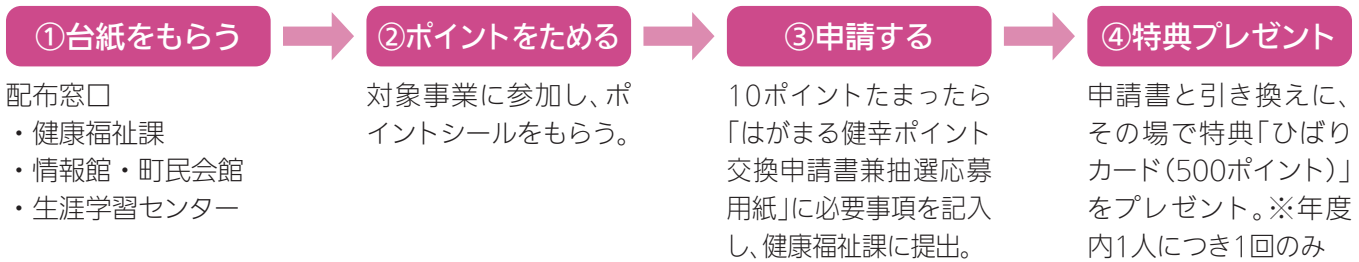 ①台紙をもらう
配布窓口
・健康福祉課
・情報館・町民会館
・生涯学習センター
②ポイントをためる
対象事業に参加し、ポ
イントシールをもらう。
③申請する
10ポイントたまったら
「はがまる健幸ポイント
交換申請書兼抽選応募
用紙」に必要事項を記入
し、健康福祉課に提出。
④特典プレゼント
申請書と引き換えに、
その場で特典「ひばり
カード（500ポイント）」
をプレゼント。※年度
内1人につき1回のみ